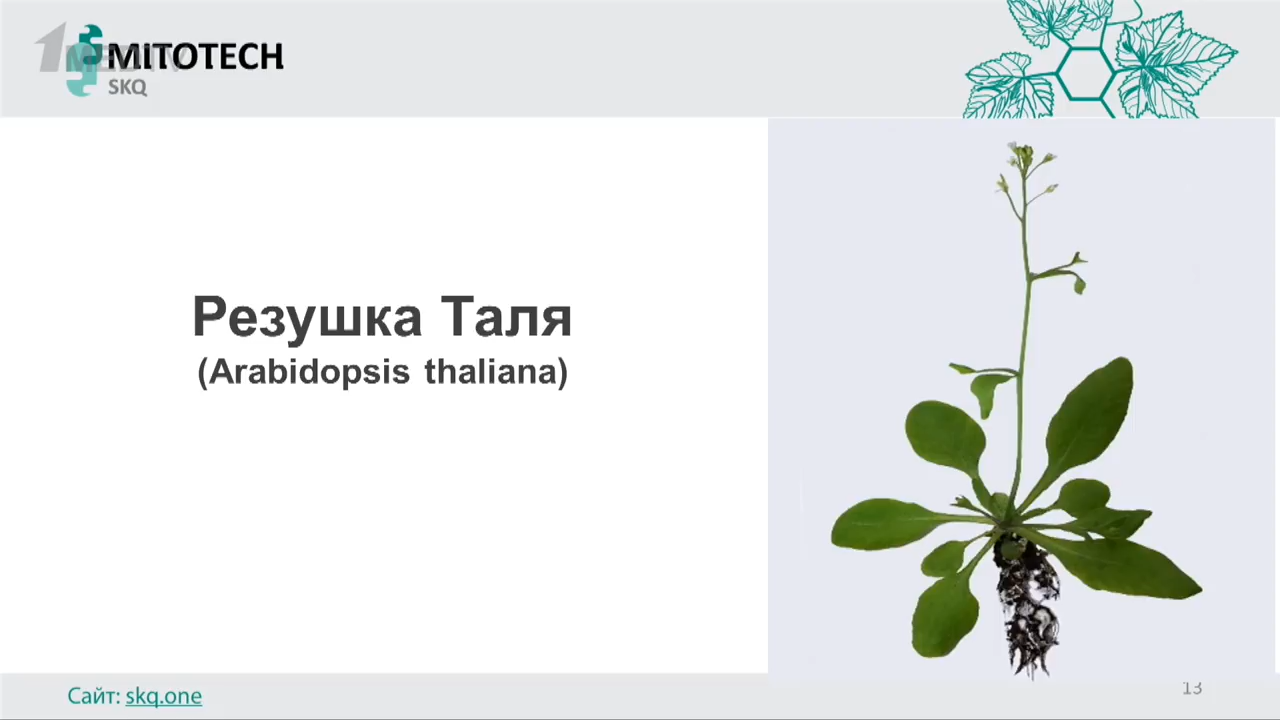 MITOTECH
SKQ
Резушка Таля
(Arabidopsis thaliana)
Сайт: skq.one
13